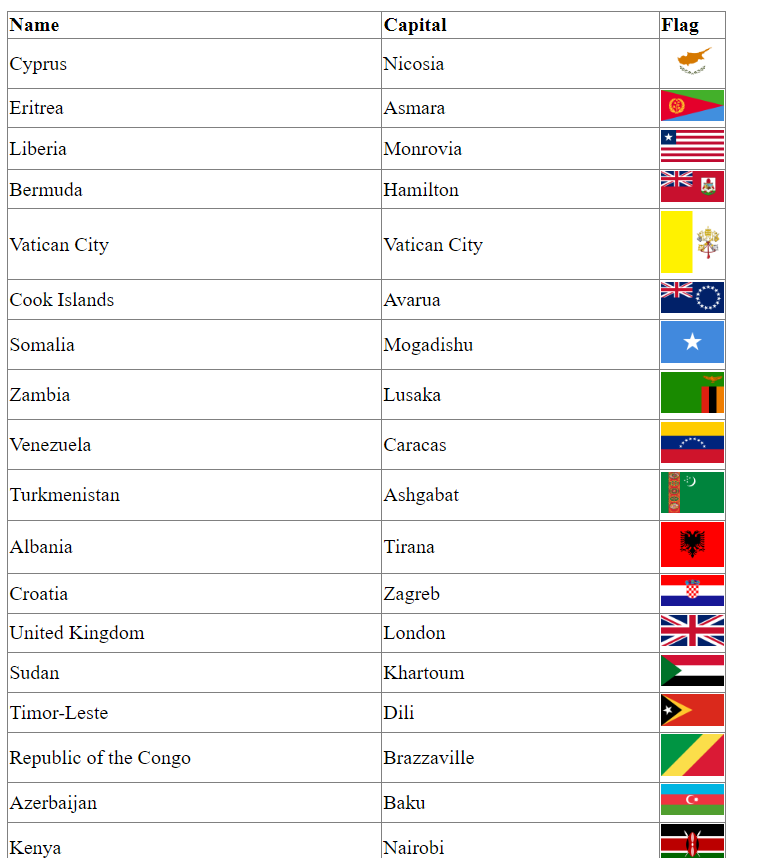 Name Capital Flag
Cyprus Nicosia
Eritrea Asmara
Liberia Monrovia
Bermuda Hamilton
Vatican City Vatican City
Cook Islands Avarua
Somalia Mogadishu
Zambia Lusaka
Venezuela Caracas
Turkmenistan Ashgabat
Albania Tirana
Croatia Zagreb
United Kingdom London
Sudan Khartoum
Timor-Leste Dili
Republic of the Congo Brazzaville
Azerbaijan Baku
Kenya Nairobi